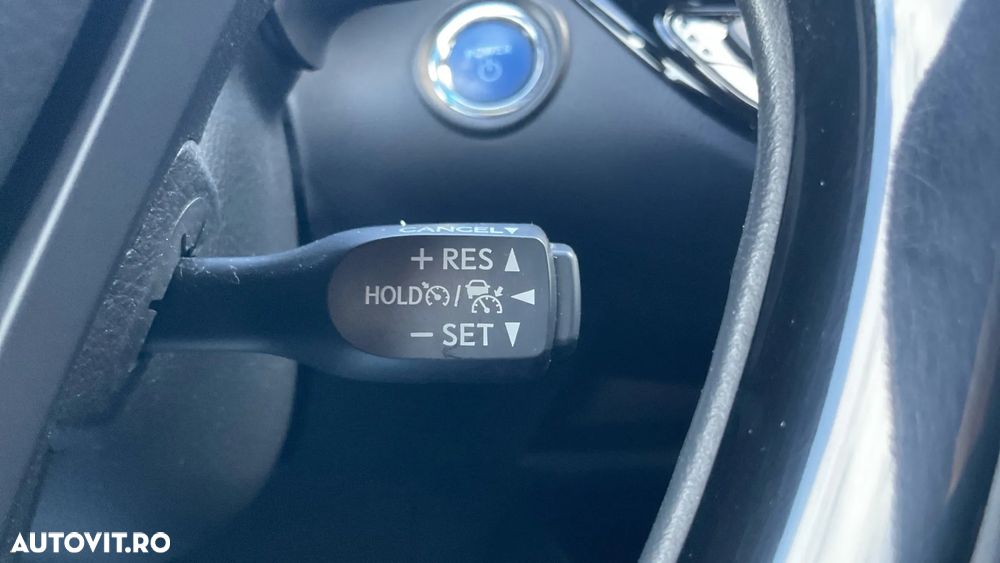 POWER
CANCEL▼
+ RES ▲
HOLD / ◀
− SET ▼
AUTOVIT.RO